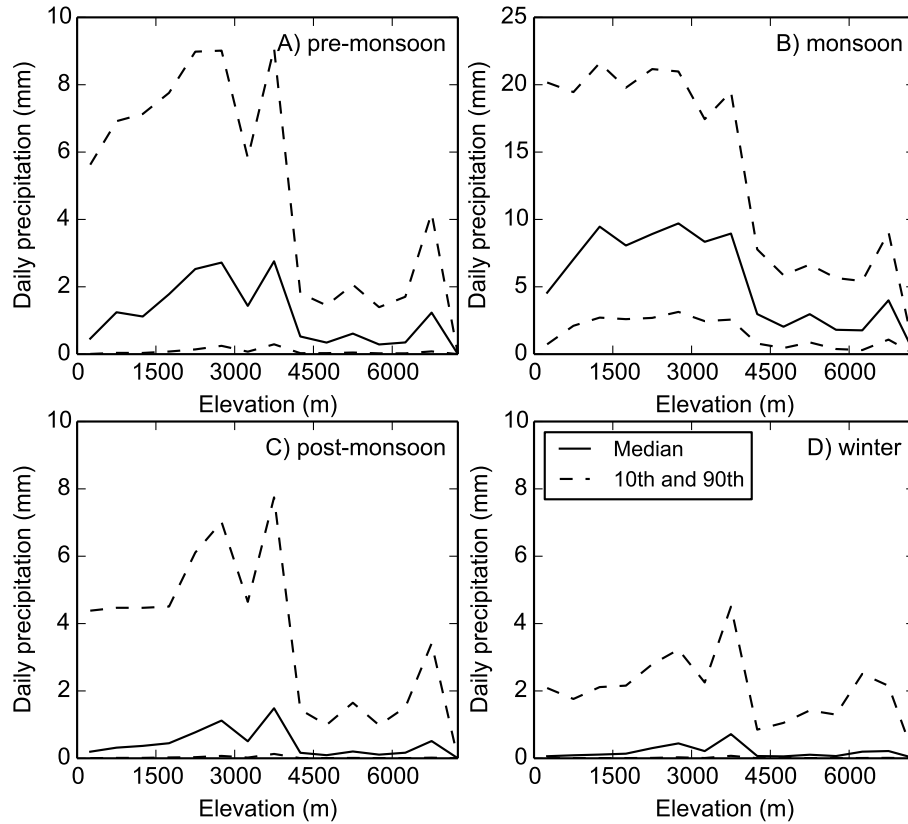 A) pre-monsoon
10
8
6
4
2
0
Daily precipitation (mm)
0 1500 3000 4500 6000
Elevation (m)
B) monsoon
25
20
15
10
5
0
Daily precipitation (mm)
0 1500 3000 4500 6000
Elevation (m)
C) post-monsoon
10
8
6
4
2
0
Daily precipitation (mm)
0 1500 3000 4500 6000
Elevation (m)
D) winter
Median
10th and 90th
10
8
6
4
2
0
Daily precipitation (mm)
0 1500 3000 4500 6000
Elevation (m)